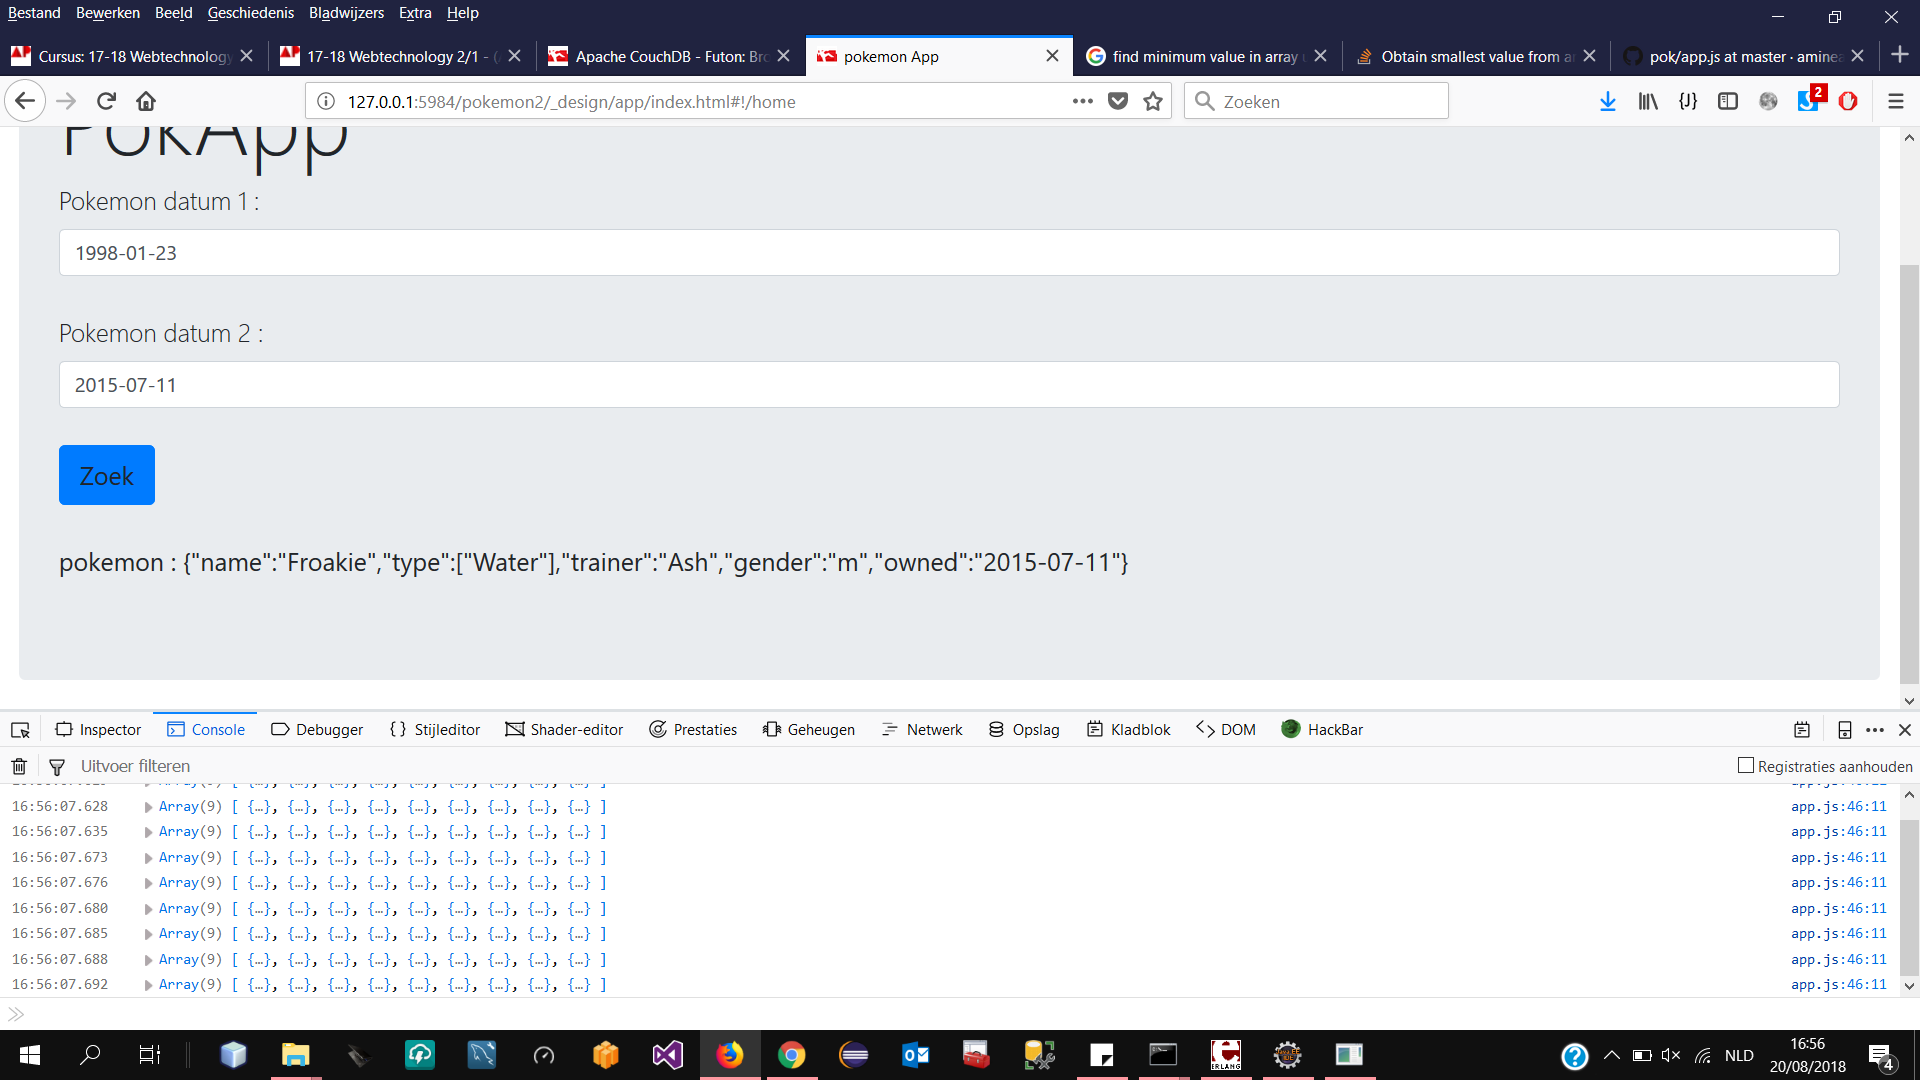 Bestand Bewerken Beeld Geschiedenis Bladwijzers Extra Help
Cursus: 17-18 Webtechnology
17-18 Webtechnology 2/1 - (
Apache CouchDB - Futon: Bro
pokemon App
find minimum value in array
Obtain smallest value from a
pok/app.js at master · aminea
127.0.0.1:5984/pokemon2/_design/app/index.html#!/home
Zoeken
2
PokApp
Pokemon datum 1 :
1998-01-23
Pokemon datum 2 :
2015-07-11
Zoek
pokemon : {"name":"Froakie","type":["Water"],"trainer":"Ash","gender":"m","owned":"2015-07-11"}
Inspector Console Debugger {} Stijleditor Shader-editor Prestaties Geheugen Netwerk Opslag Kladblok DOM HackBar
Uitvoer filteren
Registraties aanhouden
16:56:07.628 Array(9) [ {…}, {…}, {…}, {…}, {…}, {…}, {…}, {…}, {…} ] app.js:46:11
16:56:07.635 Array(9) [ {…}, {…}, {…}, {…}, {…}, {…}, {…}, {…}, {…} ] app.js:46:11
16:56:07.673 Array(9) [ {…}, {…}, {…}, {…}, {…}, {…}, {…}, {…}, {…} ] app.js:46:11
16:56:07.676 Array(9) [ {…}, {…}, {…}, {…}, {…}, {…}, {…}, {…}, {…} ] app.js:46:11
16:56:07.680 Array(9) [ {…}, {…}, {…}, {…}, {…}, {…}, {…}, {…}, {…} ] app.js:46:11
16:56:07.685 Array(9) [ {…}, {…}, {…}, {…}, {…}, {…}, {…}, {…}, {…} ] app.js:46:11
16:56:07.688 Array(9) [ {…}, {…}, {…}, {…}, {…}, {…}, {…}, {…}, {…} ] app.js:46:11
16:56:07.692 Array(9) [ {…}, {…}, {…}, {…}, {…}, {…}, {…}, {…}, {…} ] app.js:46:11
ERLANG
NLD
16:56
20/08/2018
4